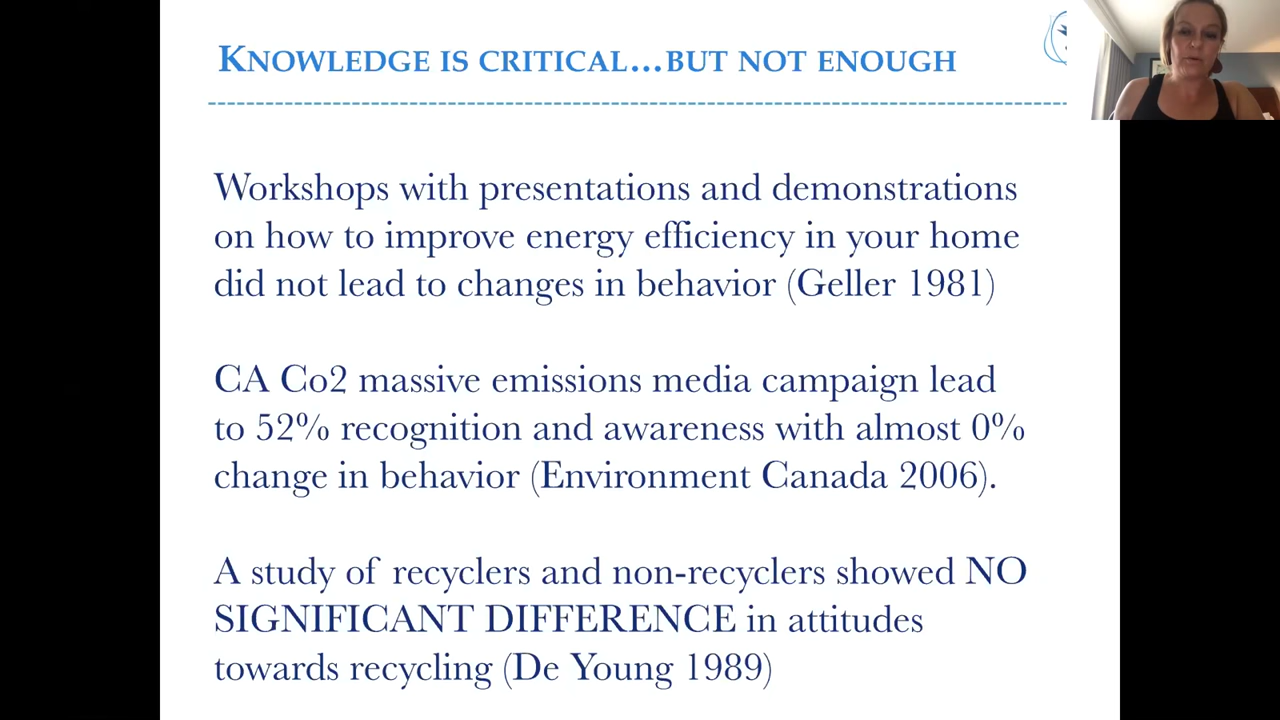 KNOWLEDGE IS CRITICAL…BUT NOT ENOUGH
Workshops with presentations and demonstrations
on how to improve energy efficiency in your home
did not lead to changes in behavior (Geller 1981)
CA Co2 massive emissions media campaign lead
to 52% recognition and awareness with almost 0%
change in behavior (Environment Canada 2006).
A study of recyclers and non-recyclers showed NO
SIGNIFICANT DIFFERENCE in attitudes
towards recycling (De Young 1989)